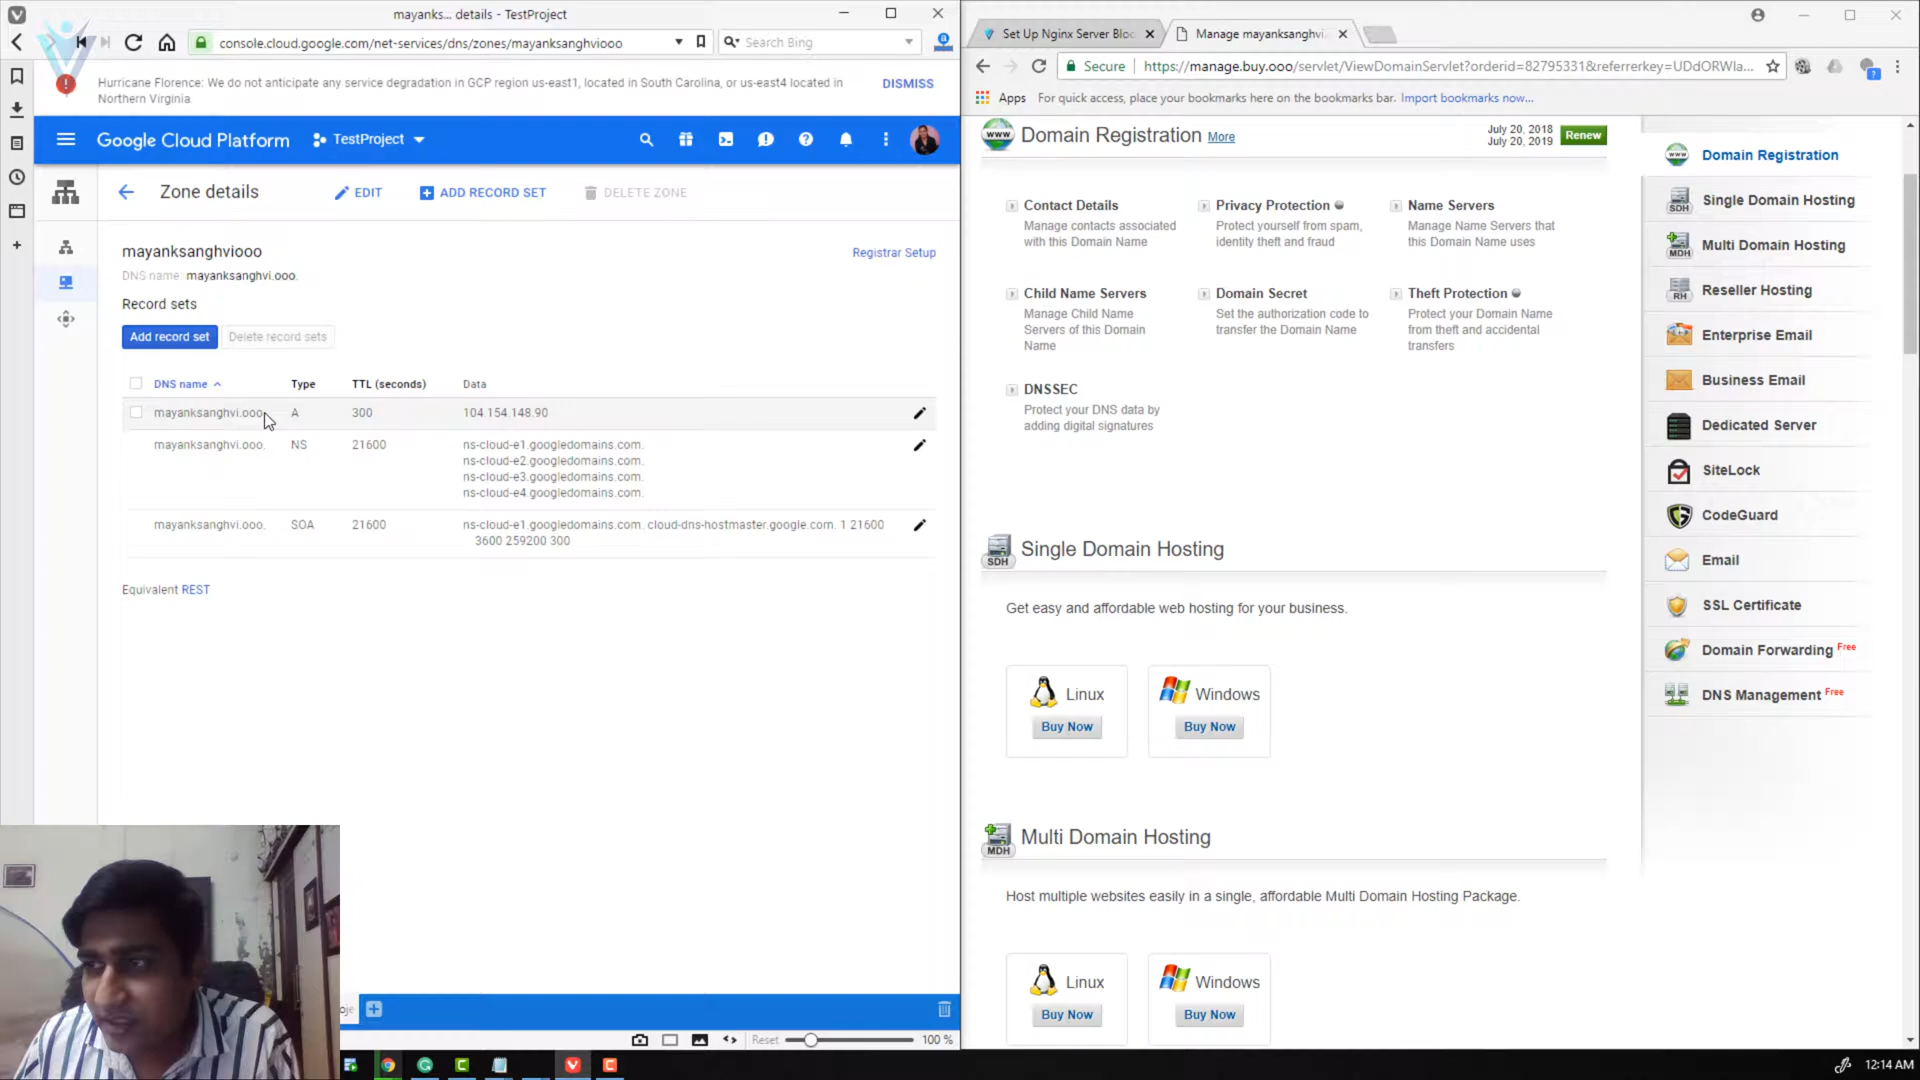 mayanks... details - TestProject
console.cloud.google.com/net-services/dns/zones/mayanksanghviooo
Search Bing
Hurricane Florence: We do not anticipate any service degradation in GCP region us-east1, located in South Carolina, or us-east4 located in
Northern Virginia.
DISMISS
Google Cloud Platform
TestProject
Zone details
EDIT
ADD RECORD SET
DELETE ZONE
mayanksanghviooo
Registrar Setup
DNS name: mayanksanghvi.ooo.
Record sets
Add record set
Delete record sets
DNS name
Type
TTL (seconds)
Data
mayanksanghvi.ooo.
A
300
104.154.148.90
mayanksanghvi.ooo.
NS
21600
ns-cloud-e1.googledomains.com.
ns-cloud-e2.googledomains.com.
ns-cloud-e3.googledomains.com.
ns-cloud-e4.googledomains.com.
mayanksanghvi.ooo.
SOA
21600
ns-cloud-e1.googledomains.com. cloud-dns-hostmaster.google.com. 1 21600
3600 259200 300
Equivalent REST
oje
Reset
100 %
Set Up Nginx Server Bloc
Manage mayanksanghvi.
Secure
https://manage.buy.ooo/servlet/ViewDomainServlet?orderid=82795331&referrerkey=UDdORWla...
Apps
For quick access, place your bookmarks here on the bookmarks bar. Import bookmarks now...
WWW
Domain Registration More
July 20, 2018
July 20, 2019
Renew
Contact Details
Manage contacts associated
with this Domain Name
Privacy Protection
Protect yourself from spam,
identity theft and fraud
Name Servers
Manage Name Servers that
this Domain Name uses
Child Name Servers
Manage Child Name
Servers of this Domain
Name
Domain Secret
Set the authorization code to
transfer the Domain Name
Theft Protection
Protect your Domain Name
from theft and accidental
transfers
DNSSEC
Protect your DNS data by
adding digital signatures
SDH
Single Domain Hosting
Get easy and affordable web hosting for your business.
Linux
Buy Now
Windows
Buy Now
MDH
Multi Domain Hosting
Host multiple websites easily in a single, affordable Multi Domain Hosting Package.
Linux
Buy Now
Windows
Buy Now
WWW
Domain Registration
SDH
Single Domain Hosting
MDH
Multi Domain Hosting
RH
Reseller Hosting
Enterprise Email
Business Email
Dedicated Server
SiteLock
CodeGuard
Email
SSL Certificate
Domain Forwarding Free
DNS Management Free
12:14 AM